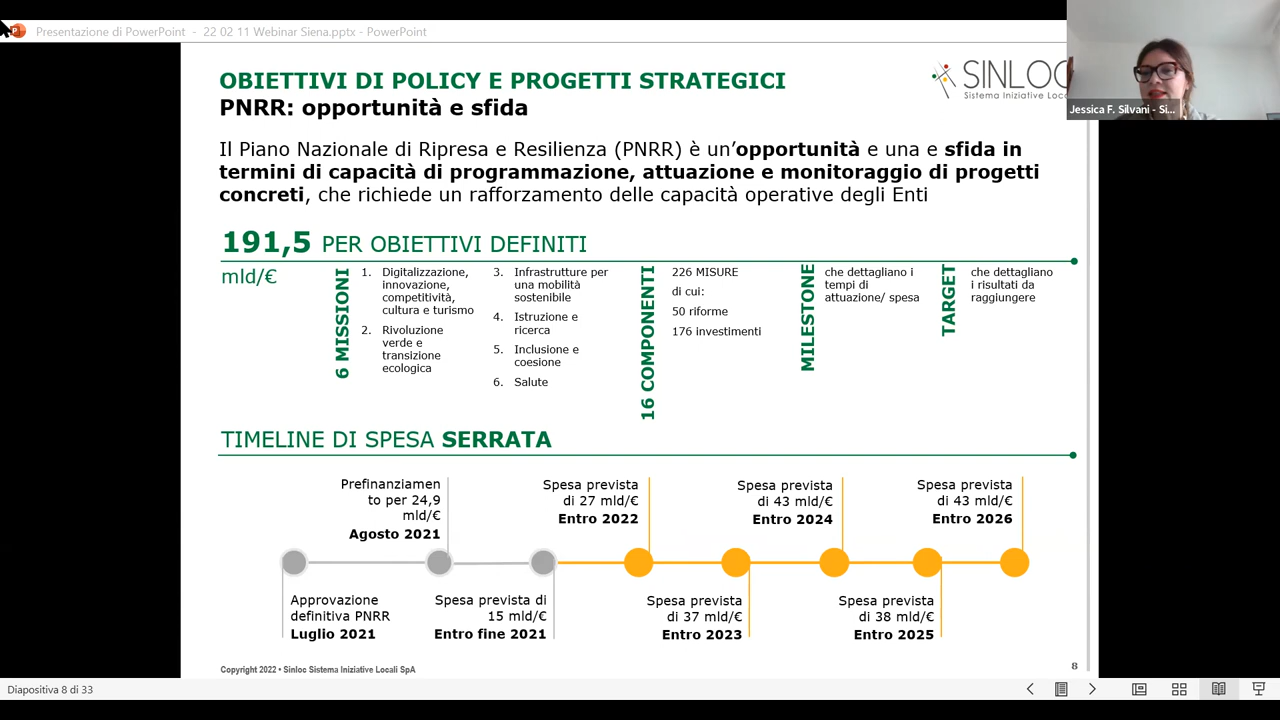 Presentazione di PowerPoint - 22 02 11 Webinar Siena.pptx - PowerPoint
OBIETTIVI DI POLICY E PROGETTI STRATEGICI
PNRR: opportunità e sfida
SINLOC
Sistema Iniziative Loca
Jessica F. Silvani - Si...
Il Piano Nazionale di Ripresa e Resilienza (PNRR) è un’opportunità e una e sfida in
termini di capacità di programmazione, attuazione e monitoraggio di progetti
concreti, che richiede un rafforzamento delle capacità operative degli Enti
191,5 PER OBIETTIVI DEFINITI
mld/€
6 MISSIONI
1. Digitalizzazione,
innovazione,
competitività,
cultura e turismo
2. Rivoluzione
verde e
transizione
ecologica
3. Infrastrutture per
una mobilità
sostenibile
4. Istruzione e
ricerca
5. Inclusione e
coesione
6. Salute
16 COMPONENTI
226 MISURE
di cui:
50 riforme
176 investimenti
MILESTONE
che dettagliano i
tempi di
attuazione/ spesa
TARGET
che dettagliano
i risultati da
raggiungere
TIMELINE DI SPESA SERRATA
Prefinanziamen
to per 24,9
mld/€
Agosto 2021
Spesa prevista
di 27 mld/€
Entro 2022
Spesa prevista
di 43 mld/€
Entro 2024
Spesa prevista
di 43 mld/€
Entro 2026
Approvazione
definitiva PNRR
Luglio 2021
Spesa prevista di
15 mld/€
Entro fine 2021
Spesa prevista
di 37 mld/€
Entro 2023
Spesa prevista
di 38 mld/€
Entro 2025
Copyright 2022 • Sinloc Sistema Iniziative Locali SpA
8
Diapositiva 8 di 33